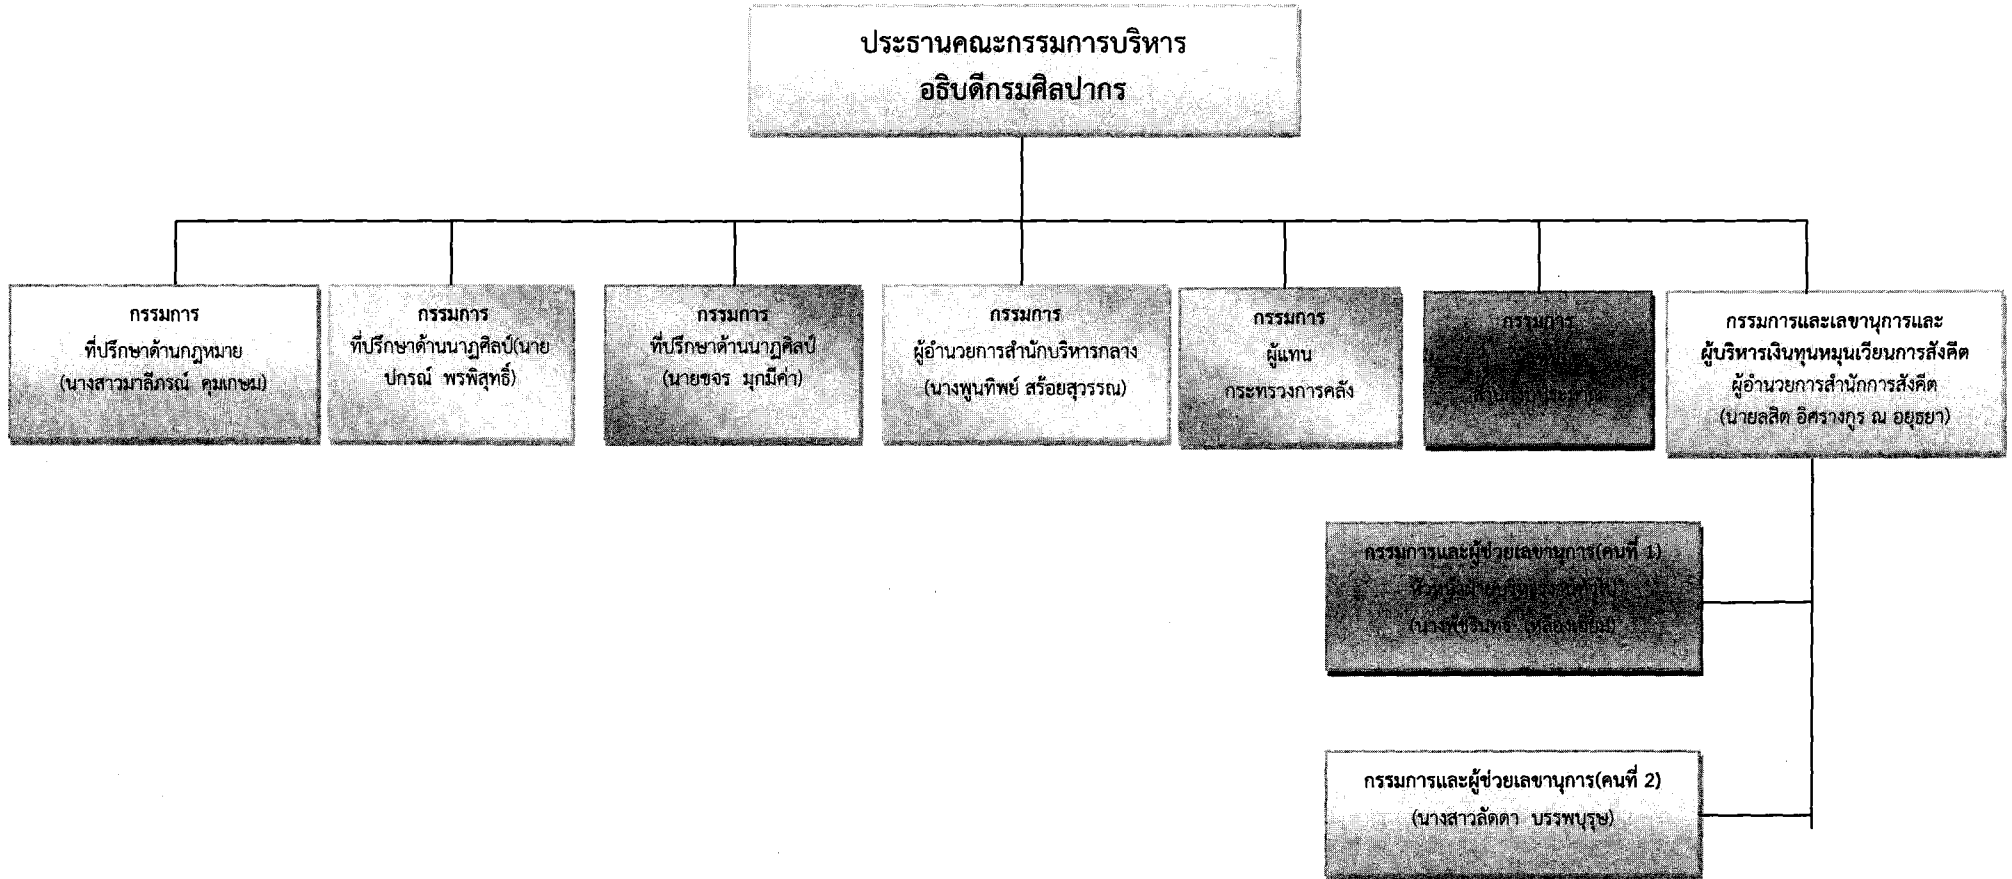 ประธานคณะกรรมการบริหาร
อธิบดีกรมศิลปากร
กรรมการ
ที่ปรึกษาด้านกฎหมาย
(นางสาวมาลีภรณ์ คุมเกษม)
กรรมการ
ที่ปรึกษาด้านนาฏศิลป์(นาย
ปกรณ์ พรพิสุทธิ์)
กรรมการ
ที่ปรึกษาด้านนาฏศิลป์
(นายขจร มุกมีค่า)
กรรมการ
ผู้อำนวยการสำนักบริหารกลาง
(นางพูนทิพย์ สร้อยสุวรรณ)
กรรมการ
ผู้แทน
กระทรวงการคลัง
กรรมการ
กรรมการและเลขานุการและ
ผู้บริหารเงินทุนหมุนเวียนการสังคีต
ผู้อำนวยการสำนักการสังคีต
(นายลสิต อิศรางกูร ณ อยุธยา)
กรรมการและผู้ช่วยเลขานุการ(คนที่ 1)
กรรมการและผู้ช่วยเลขานุการ(คนที่ 2)
(นางสาวลัดดา บรรพบุรุษ)